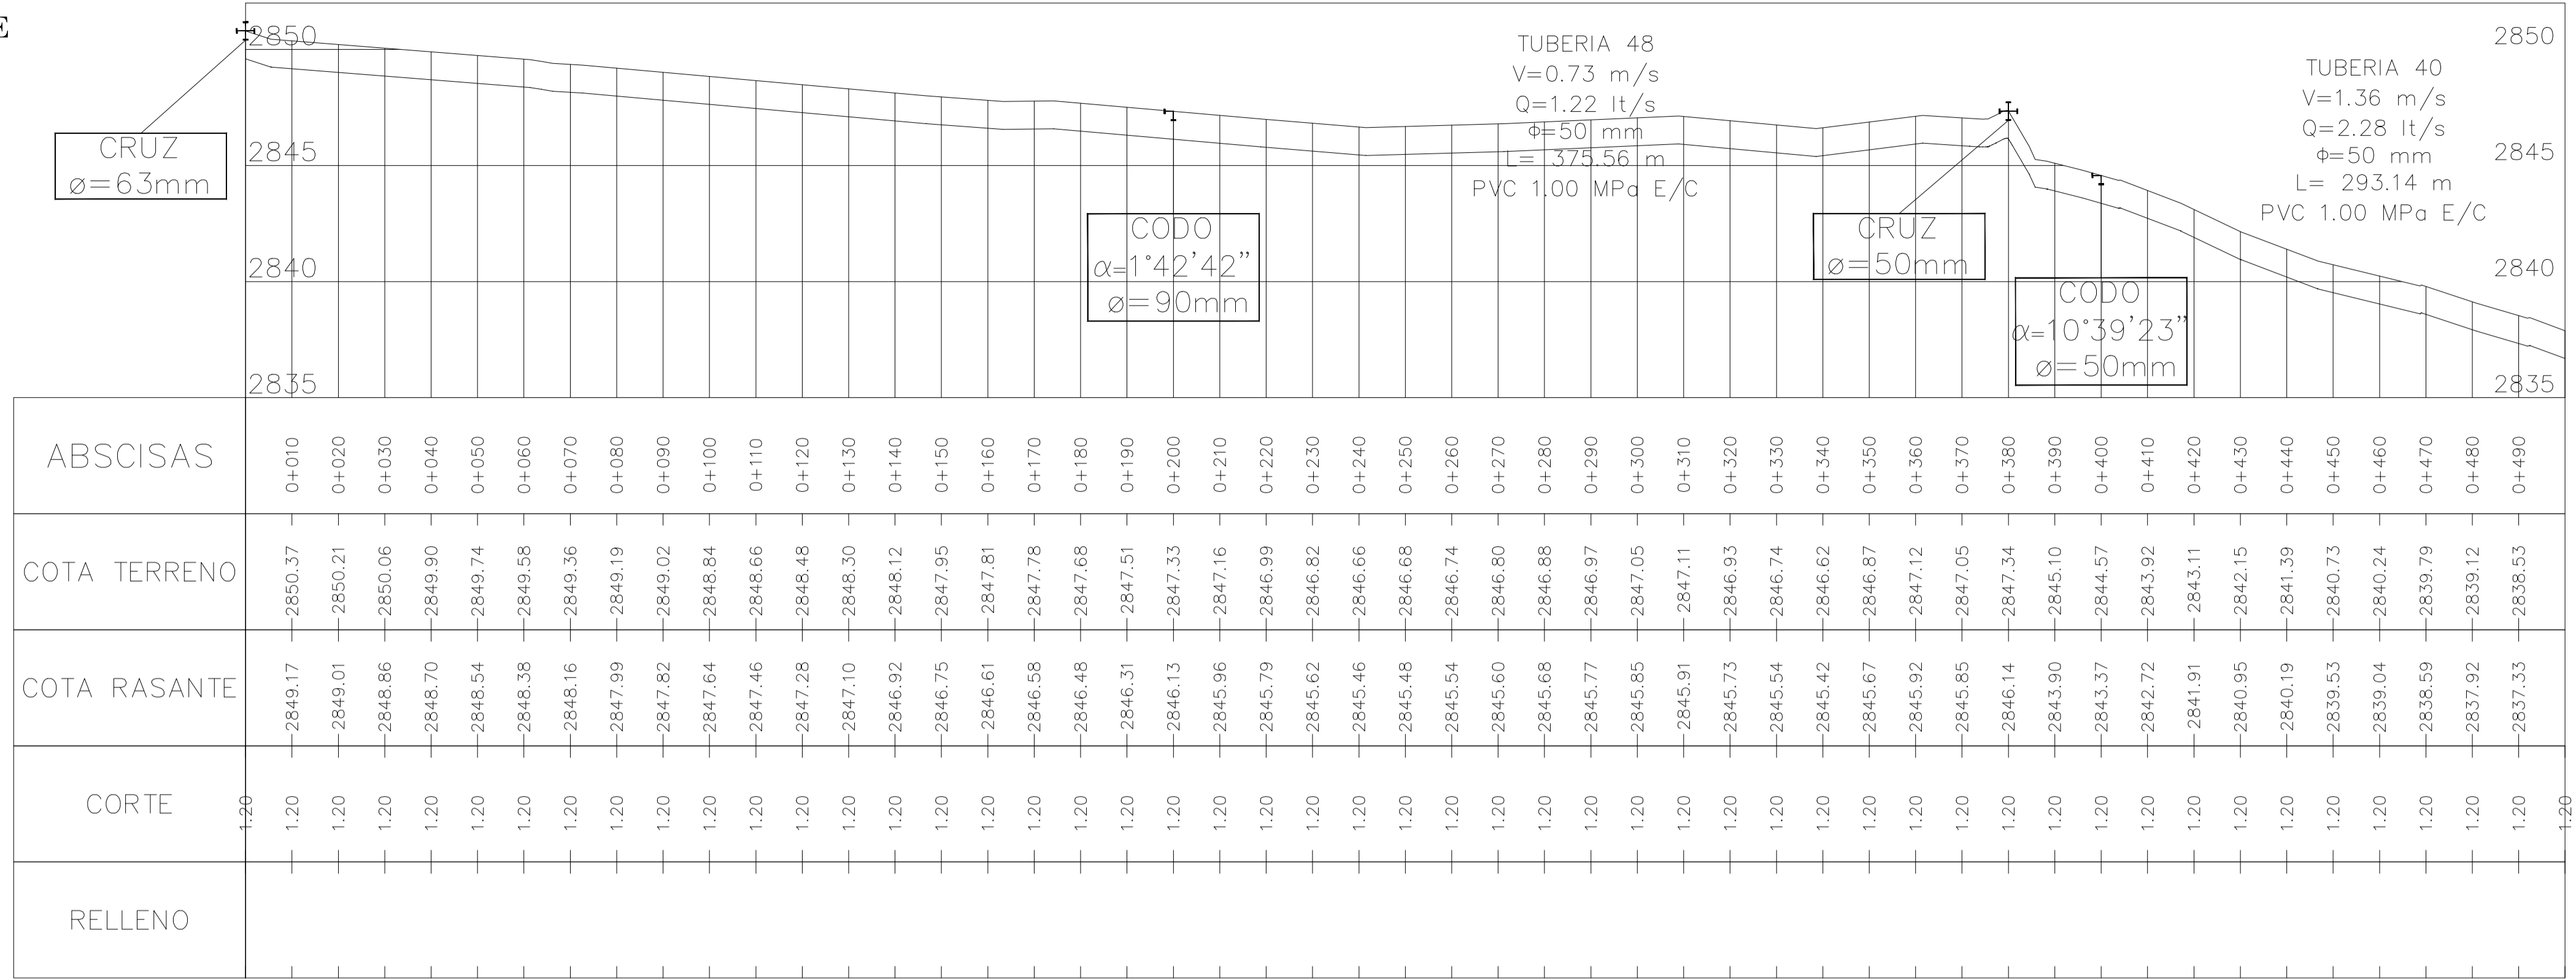 E
2850
2845
2840
2835
2850
2845
2840
2835
CRUZ
ø=63mm
CODO
α=1°42'42”
ø=90mm
TUBERIA 48
V=0.73 m/s
Q=1.22 lt/s
Φ=50 mm
L= 375.56 m
PVC 1.00 MPa E/C
CRUZ
ø=50mm
CODO
α=10°39'23”
ø=50mm
TUBERIA 40
V=1.36 m/s
Q=2.28 lt/s
Φ=50 mm
L= 293.14 m
PVC 1.00 MPa E/C
ABSCISAS
0+010 0+020 0+030 0+040 0+050 0+060 0+070 0+080 0+090 0+100 0+110 0+120 0+130 0+140 0+150 0+160 0+170 0+180 0+190 0+200 0+210 0+220 0+230 0+240 0+250 0+260 0+270 0+280 0+290 0+300 0+310 0+320 0+330 0+340 0+350 0+360 0+370 0+380 0+390 0+400 0+410 0+420 0+430 0+440 0+450 0+460 0+470 0+480 0+490
COTA TERRENO
2850.37 2850.21 2850.06 2849.90 2849.74 2849.58 2849.36 2849.19 2849.02 2848.84 2848.66 2848.48 2848.30 2848.12 2847.95 2847.81 2847.78 2847.68 2847.51 2847.33 2847.16 2846.99 2846.82 2846.66 2846.68 2846.74 2846.80 2846.88 2846.97 2847.05 2847.11 2846.93 2846.74 2846.62 2846.87 2847.12 2847.05 2847.34 2845.10 2844.57 2843.92 2843.11 2842.15 2841.39 2840.73 2840.24 2839.79 2839.12 2838.53
COTA RASANTE
2849.17 2849.01 2848.86 2848.70 2848.54 2848.38 2848.16 2847.99 2847.82 2847.64 2847.46 2847.28 2847.10 2846.92 2846.75 2846.61 2846.58 2846.48 2846.31 2846.13 2845.96 2845.79 2845.62 2845.46 2845.48 2845.54 2845.60 2845.68 2845.77 2845.85 2845.91 2845.73 2845.54 2845.42 2845.67 2845.92 2845.85 2846.14 2843.90 2843.37 2842.72 2841.91 2840.95 2840.19 2839.53 2839.04 2838.59 2837.92 2837.33
CORTE
1.20 1.20 1.20 1.20 1.20 1.20 1.20 1.20 1.20 1.20 1.20 1.20 1.20 1.20 1.20 1.20 1.20 1.20 1.20 1.20 1.20 1.20 1.20 1.20 1.20 1.20 1.20 1.20 1.20 1.20 1.20 1.20 1.20 1.20 1.20 1.20 1.20 1.20 1.20 1.20 1.20 1.20 1.20 1.20 1.20 1.20 1.20 1.20 1.20 1.20 1.20
RELLENO